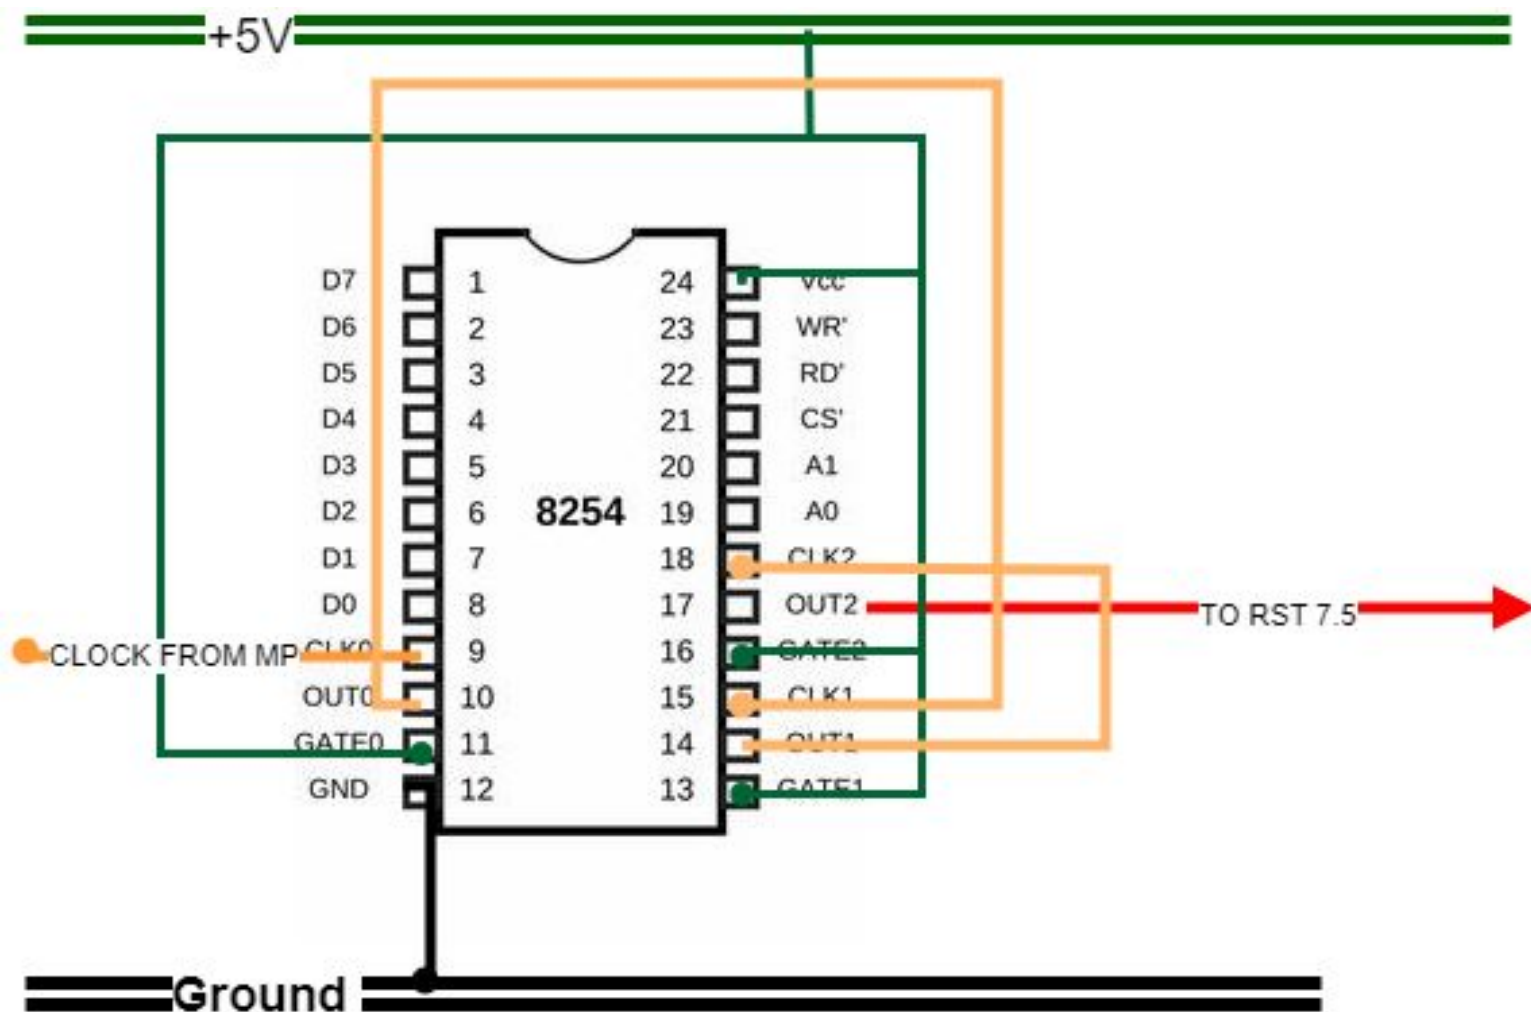 +5V
D7 1 24 Vcc
D6 2 23 WR'
D5 3 22 RD'
D4 4 21 CS'
D3 5 20 A1
D2 6 8254 19 A0
D1 7 18 CLK2
D0 8 17 OUT2 TO RST 7.5
CLOCK FROM MP CLK0 9 16 GATE2
OUT0 10 15 CLK1
GATE0 11 14 OUT1
GND 12 13 GATE1
Ground